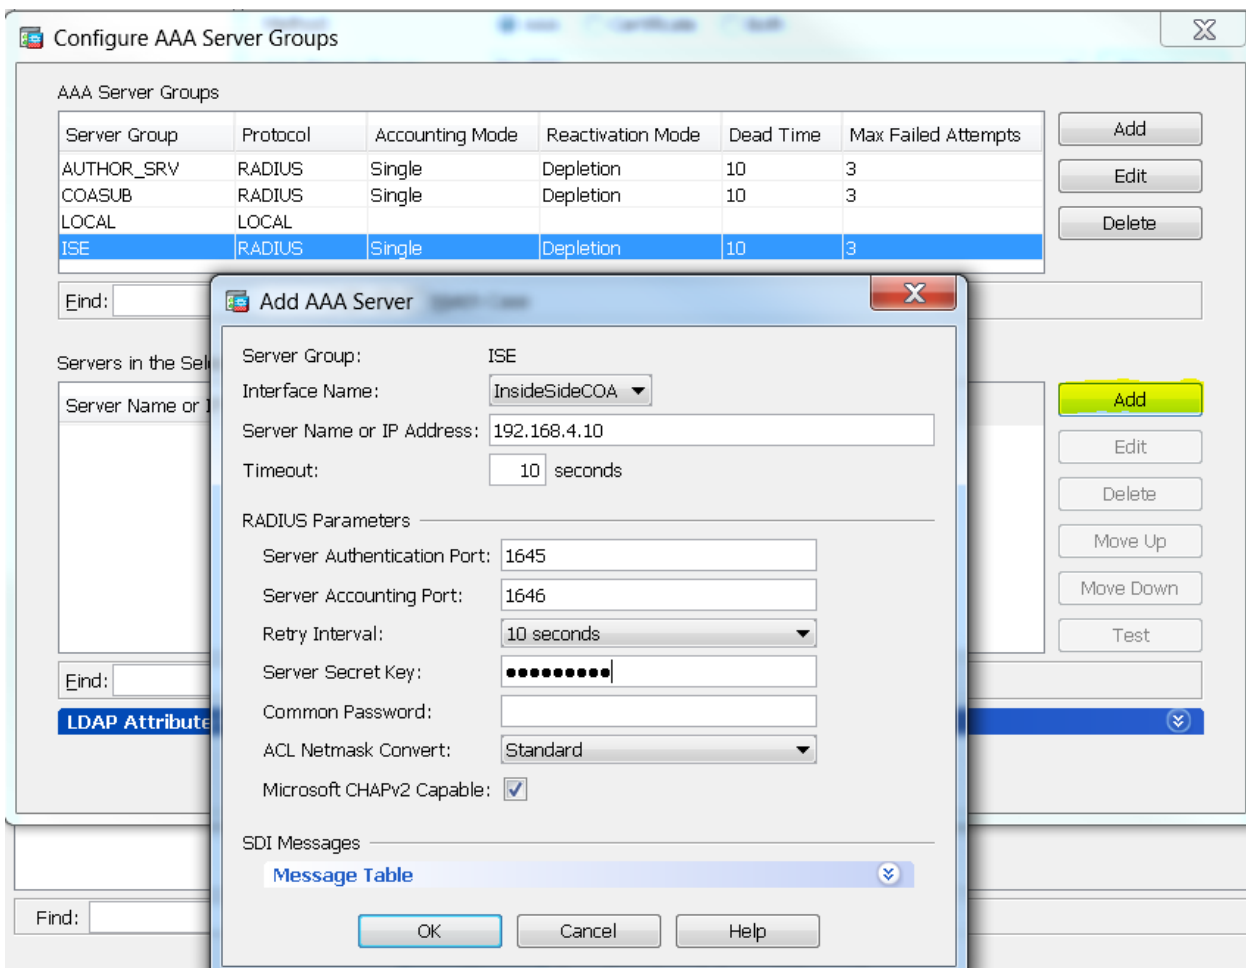 Method: AAA Certificate Both
Configure AAA Server Groups
AAA Server Groups
Server Group Protocol Accounting Mode Reactivation Mode Dead Time Max Failed Attempts
AUTHOR_SRV RADIUS Single Depletion 10 3
COASUB RADIUS Single Depletion 10 3
LOCAL LOCAL
ISE RADIUS Single Depletion 10 3
Add
Edit
Delete
Find: Match Case
Add AAA Server
Servers in the Sel
Server Name or I
Server Group: ISE
Interface Name: InsideSideCOA
Server Name or IP Address: 192.168.4.10
Timeout: 10 seconds
RADIUS Parameters
Server Authentication Port: 1645
Server Accounting Port: 1646
Retry Interval: 10 seconds
Server Secret Key: ●●●●●●●●●
Common Password:
ACL Netmask Convert: Standard
Microsoft CHAPv2 Capable:
SDI Messages
Message Table
OK Cancel Help
Add
Edit
Delete
Move Up
Move Down
Test
Find:
LDAP Attribute
Find: